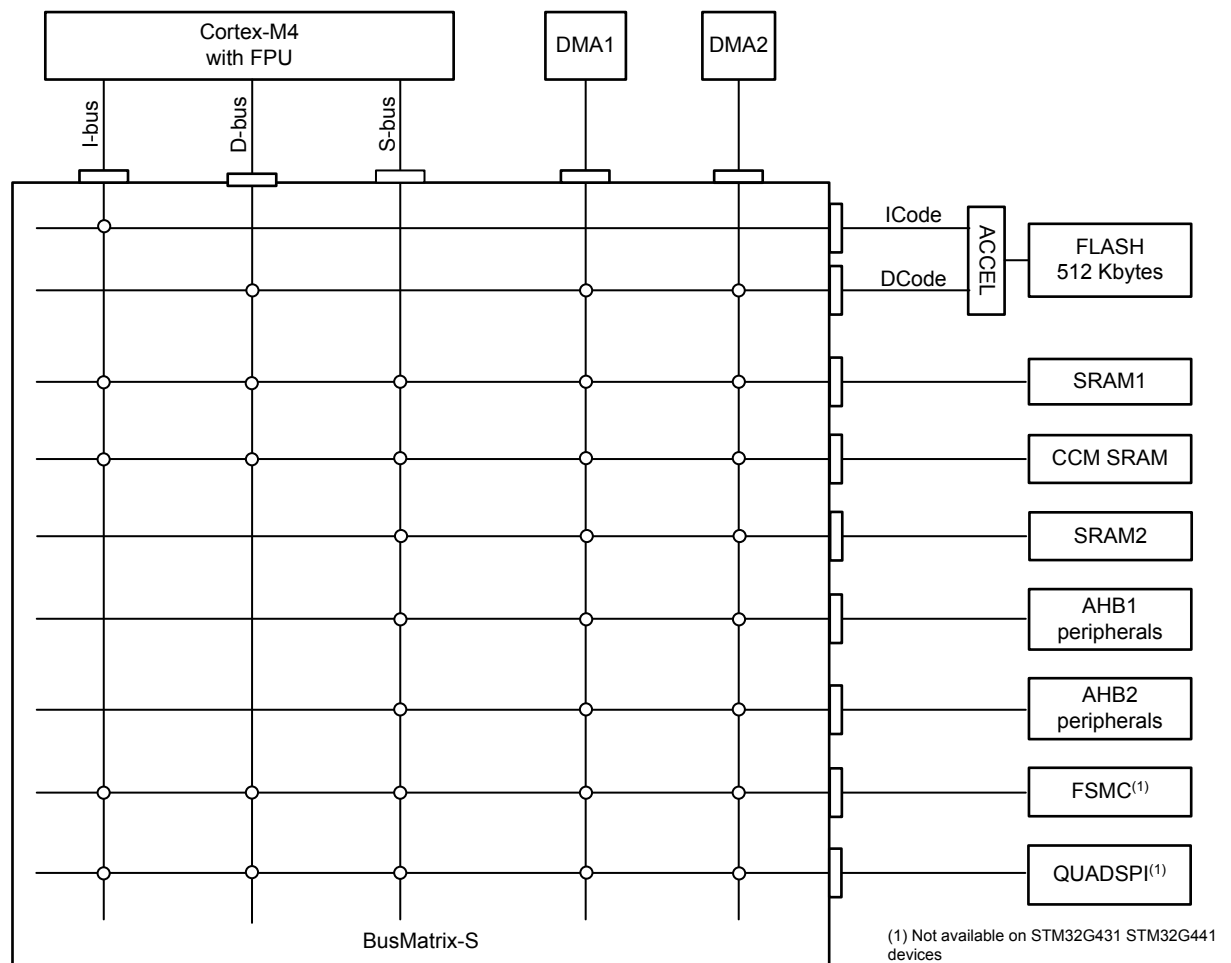 Cortex-M4
with FPU
DMA1
DMA2
I-bus
D-bus
S-bus
ICode
DCode
ACCEL
FLASH
512 Kbytes
SRAM1
CCM SRAM
SRAM2
AHB1
peripherals
AHB2
peripherals
FSMC(1)
QUADSPI(1)
BusMatrix-S
(1) Not available on STM32G431 STM32G441
devices